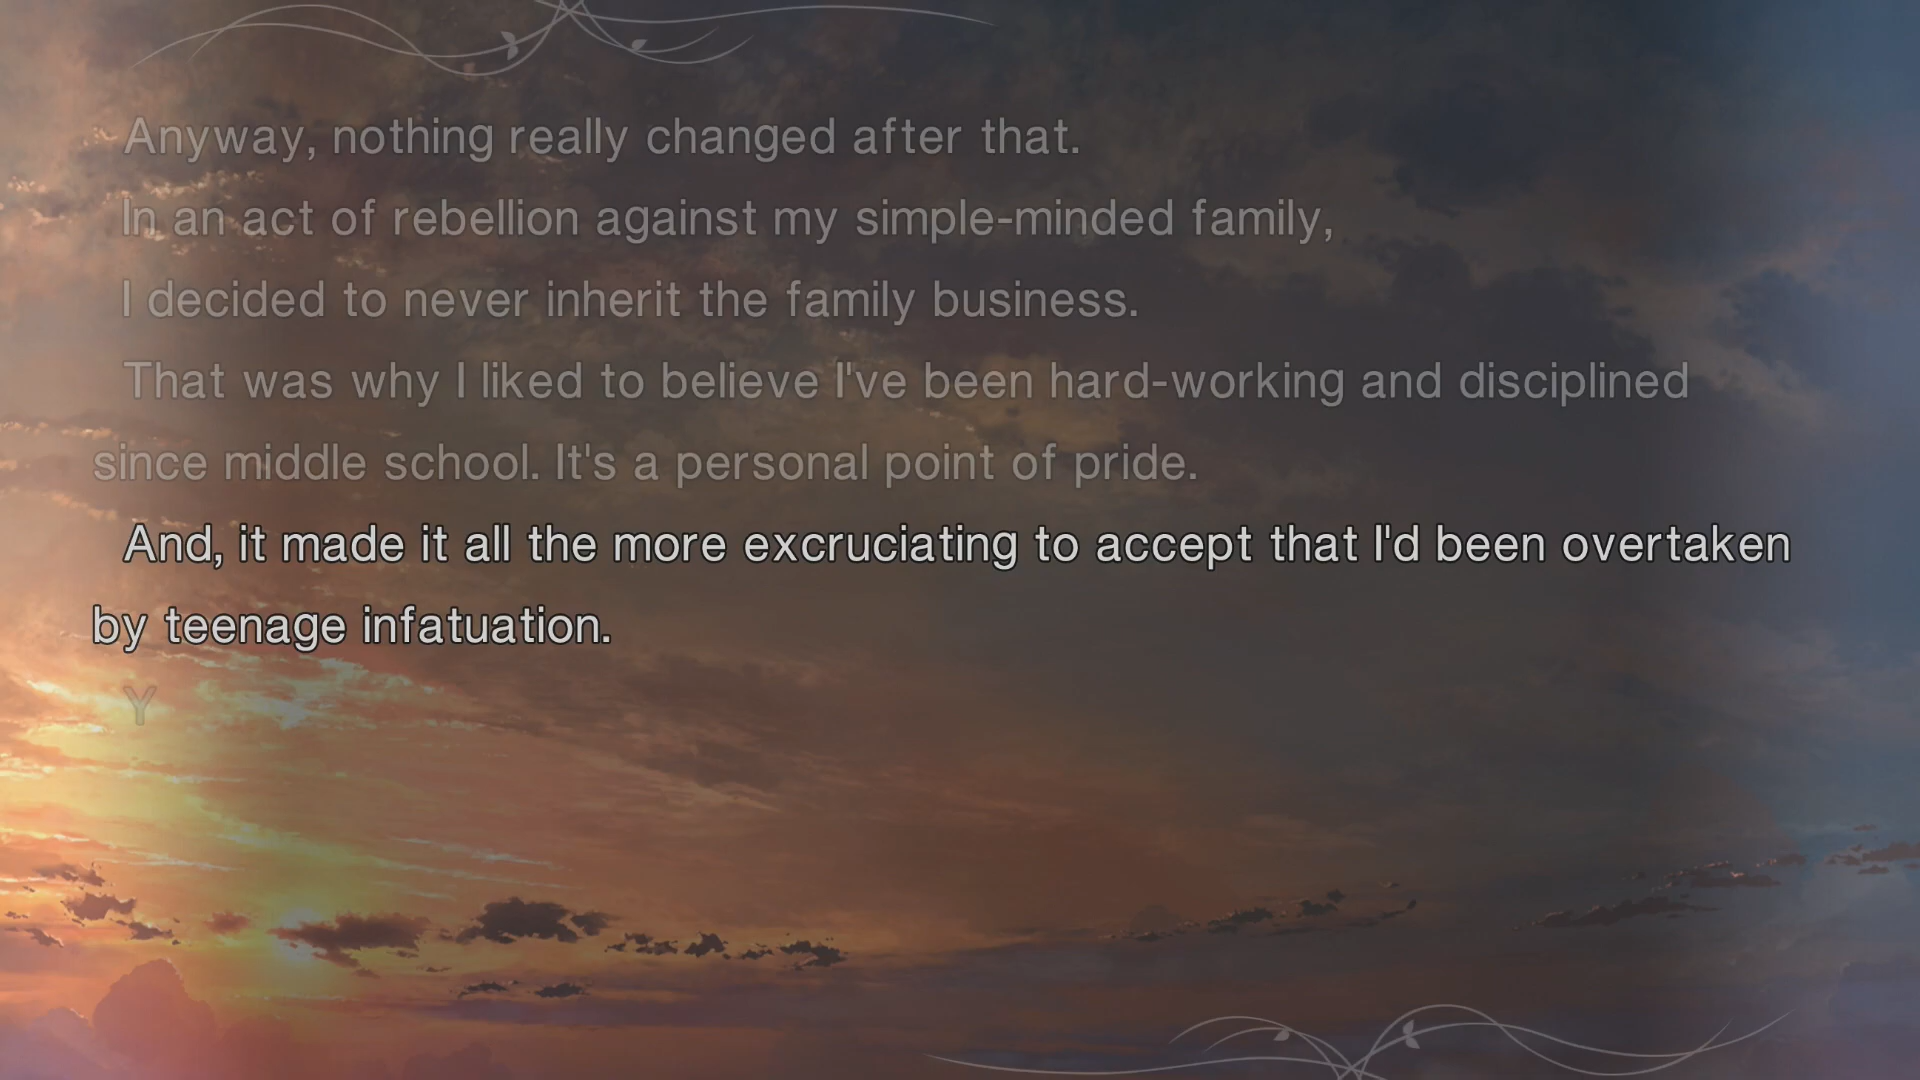 Anyway, nothing really changed after that.
In an act of rebellion against my simple-minded family,
I decided to never inherit the family business.
That was why I liked to believe I've been hard-working and disciplined
since middle school. It's a personal point of pride.
And, it made it all the more excruciating to accept that I'd been overtaken
by teenage infatuation.
Y